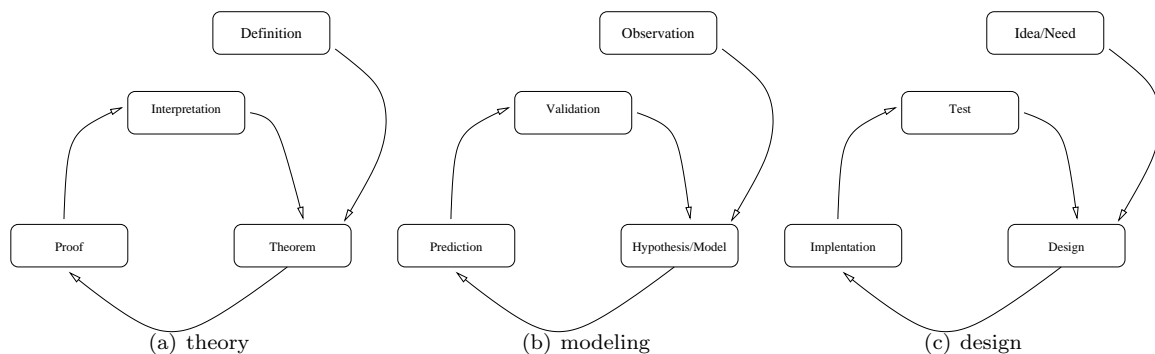 Definition
Interpretation
Proof
Theorem
(a) theory
Observation
Validation
Prediction
Hypothesis/Model
(b) modeling
Idea/Need
Test
Implentation
Design
(c) design